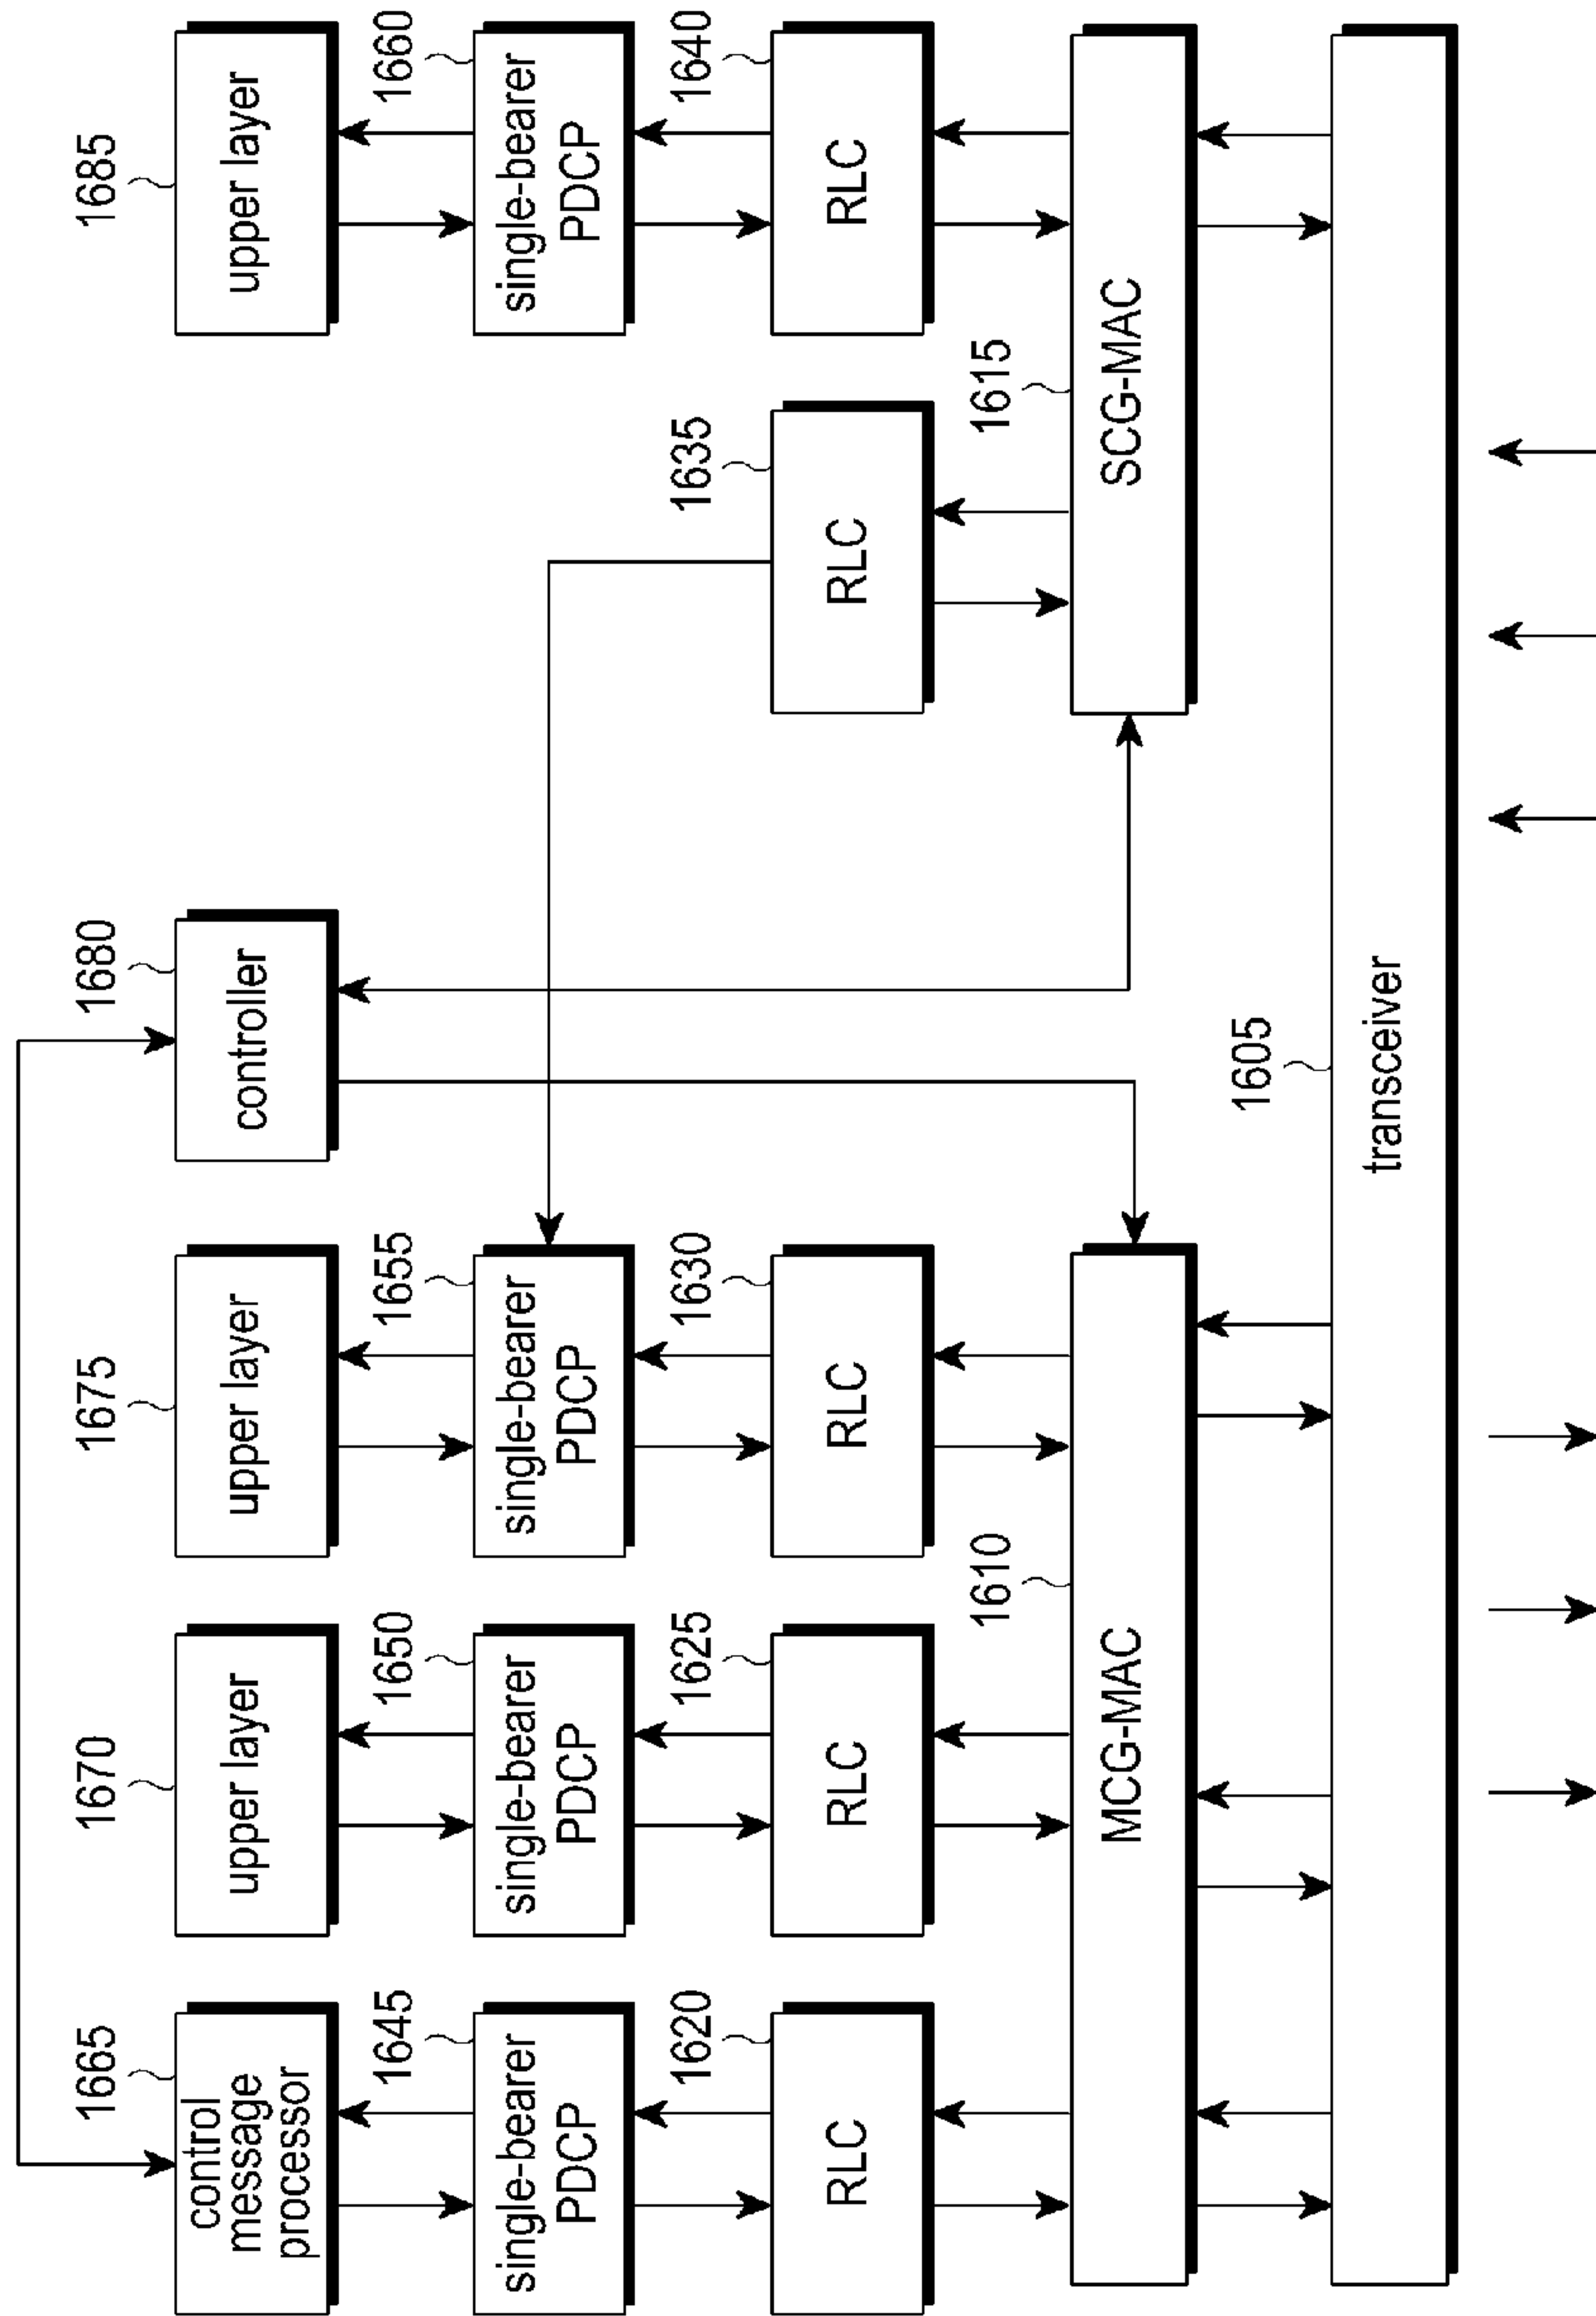 1665
control
message
processor
1670
upper layer
1675
upper layer
1680
controller
1685
upper layer
1645
single-bearer
PDCP
1650
single-bearer
PDCP
1655
single-bearer
PDCP
1660
single-bearer
PDCP
1620
RLC
1625
RLC
1630
RLC
1635
RLC
1640
RLC
1610
MCG-MAC
1615
SCG-MAC
1605
transceiver